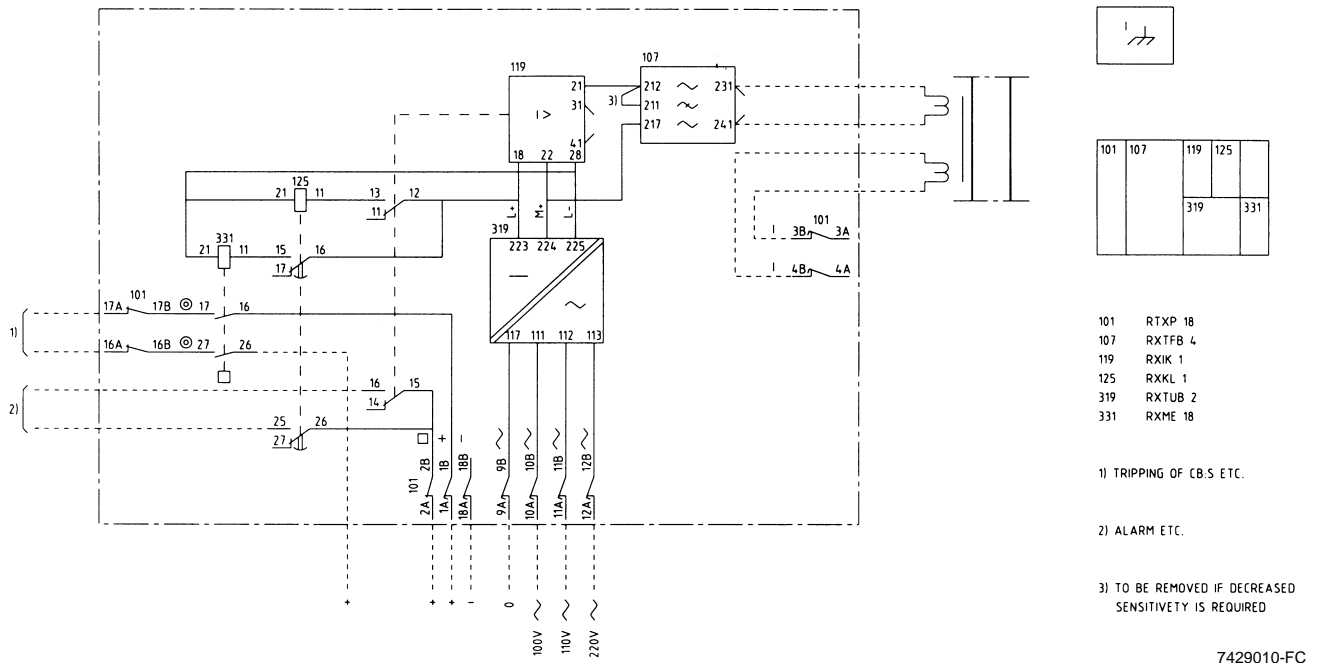 107
119
21 212 ~ 231
31 3) 211 ~
I >
217 ~ 241
41
18 22 28
125
21 11 13 12
11
L+ M+ L-
331
319
223 224 225
21 11 15 16
17
~
117 111 112 113
101
3B 3A
4B 4A
101
17A 17B 17 16
1)
16A 16B 27 26
16 15
14
2)
25 26
27
+ -
~ ~ ~ ~
2B 1B 18B 9B 10B 11B 12B
101
2A 1A 18A 9A 10A 11A 12A
+ + + - 0 ~ ~ ~
100V 110V 220V
101 107 119 125
319 331
101 RTXP 18
107 RXTFB 4
119 RXIK 1
125 RXKL 1
319 RXTUB 2
331 RXME 18
1) TRIPPING OF CB:S ETC.
2) ALARM ETC.
3) TO BE REMOVED IF DECREASED
SENSITIVETY IS REQUIRED
7429010-FC